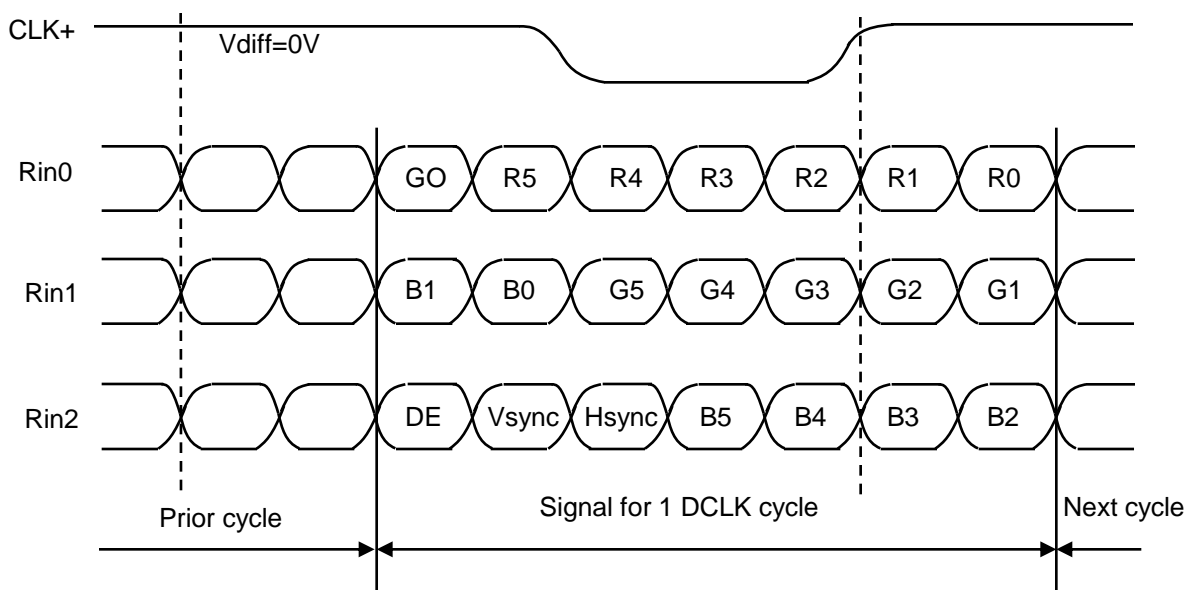 CLK+
Vdiff=0V
Rin0 GO R5 R4 R3 R2 R1 R0
Rin1 B1 B0 G5 G4 G3 G2 G1
Rin2 DE Vsync Hsync B5 B4 B3 B2
Prior cycle Signal for 1 DCLK cycle Next cycle